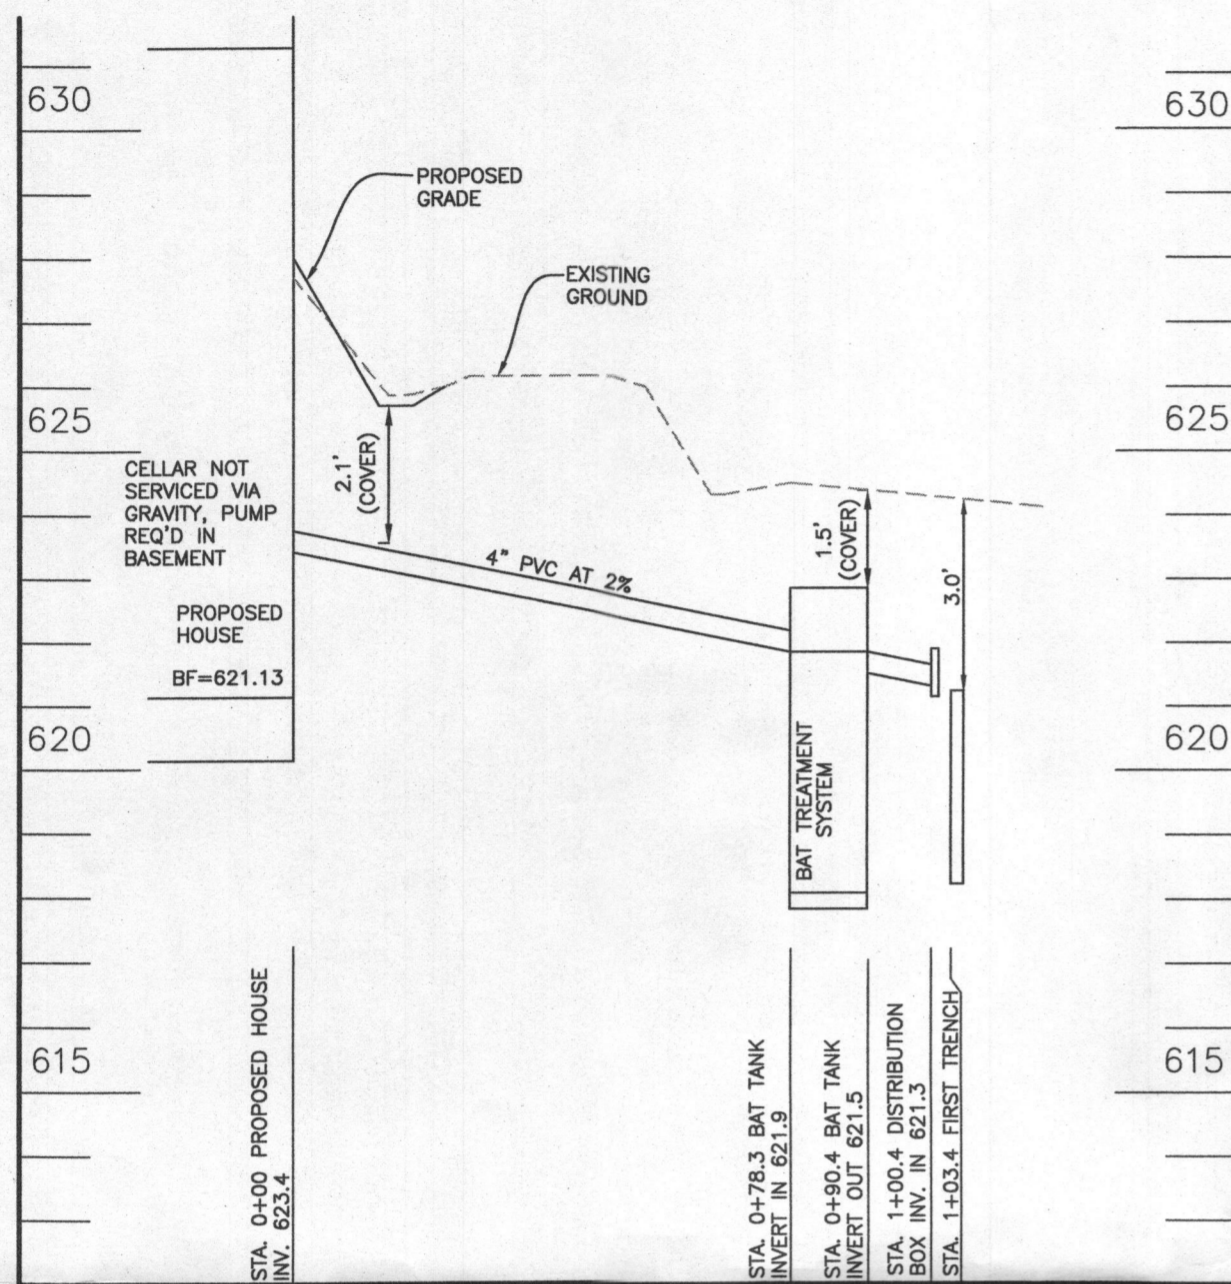 630
630
PROPOSED
GRADE
EXISTING
GROUND
625
625
2.1'
(COVER)
CELLAR NOT
SERVICED VIA
GRAVITY, PUMP
REQ'D IN
BASEMENT
1.5'
(COVER)
4" PVC AT 2%
3.0'
PROPOSED
HOUSE
BF=621.13
620
620
BAT TREATMENT
SYSTEM
615
615
STA. 0+00 PROPOSED HOUSE
INV. 623.4
STA. 0+78.3 BAT TANK
INVERT IN 621.9
STA. 0+90.4 BAT TANK
INVERT OUT 621.5
STA. 1+00.4 DISTRIBUTION
BOX INV. IN 621.3
STA. 1+03.4 FIRST TRENCH